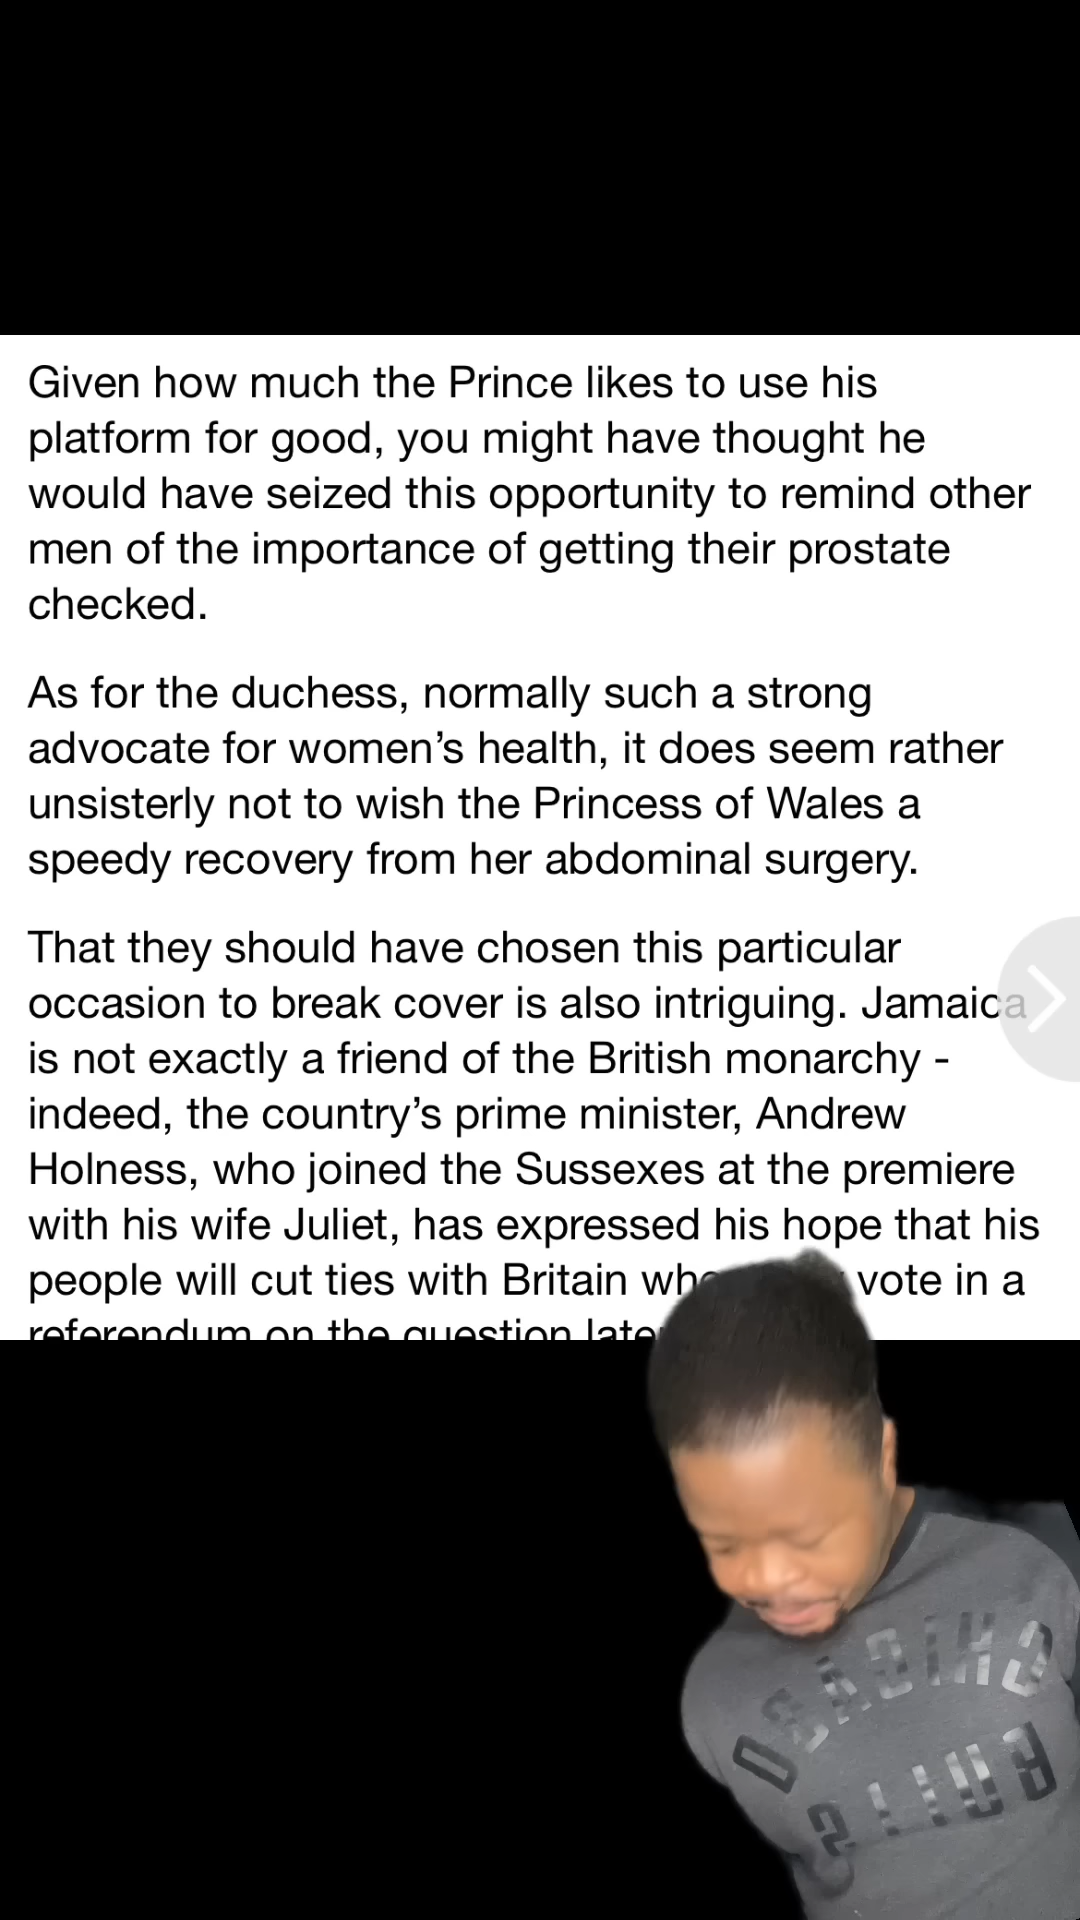 Given how much the Prince likes to use his
platform for good, you might have thought he
would have seized this opportunity to remind other
men of the importance of getting their prostate
checked.
As for the duchess, normally such a strong
advocate for women’s health, it does seem rather
unsisterly not to wish the Princess of Wales a
speedy recovery from her abdominal surgery.
That they should have chosen this particular
occasion to break cover is also intriguing. Jamaica
is not exactly a friend of the British monarchy -
indeed, the country’s prime minister, Andrew
Holness, who joined the Sussexes at the premiere
with his wife Juliet, has expressed his hope that his
people will cut ties with Britain vote in a
referendum on the question
CHICAGO
BULLS